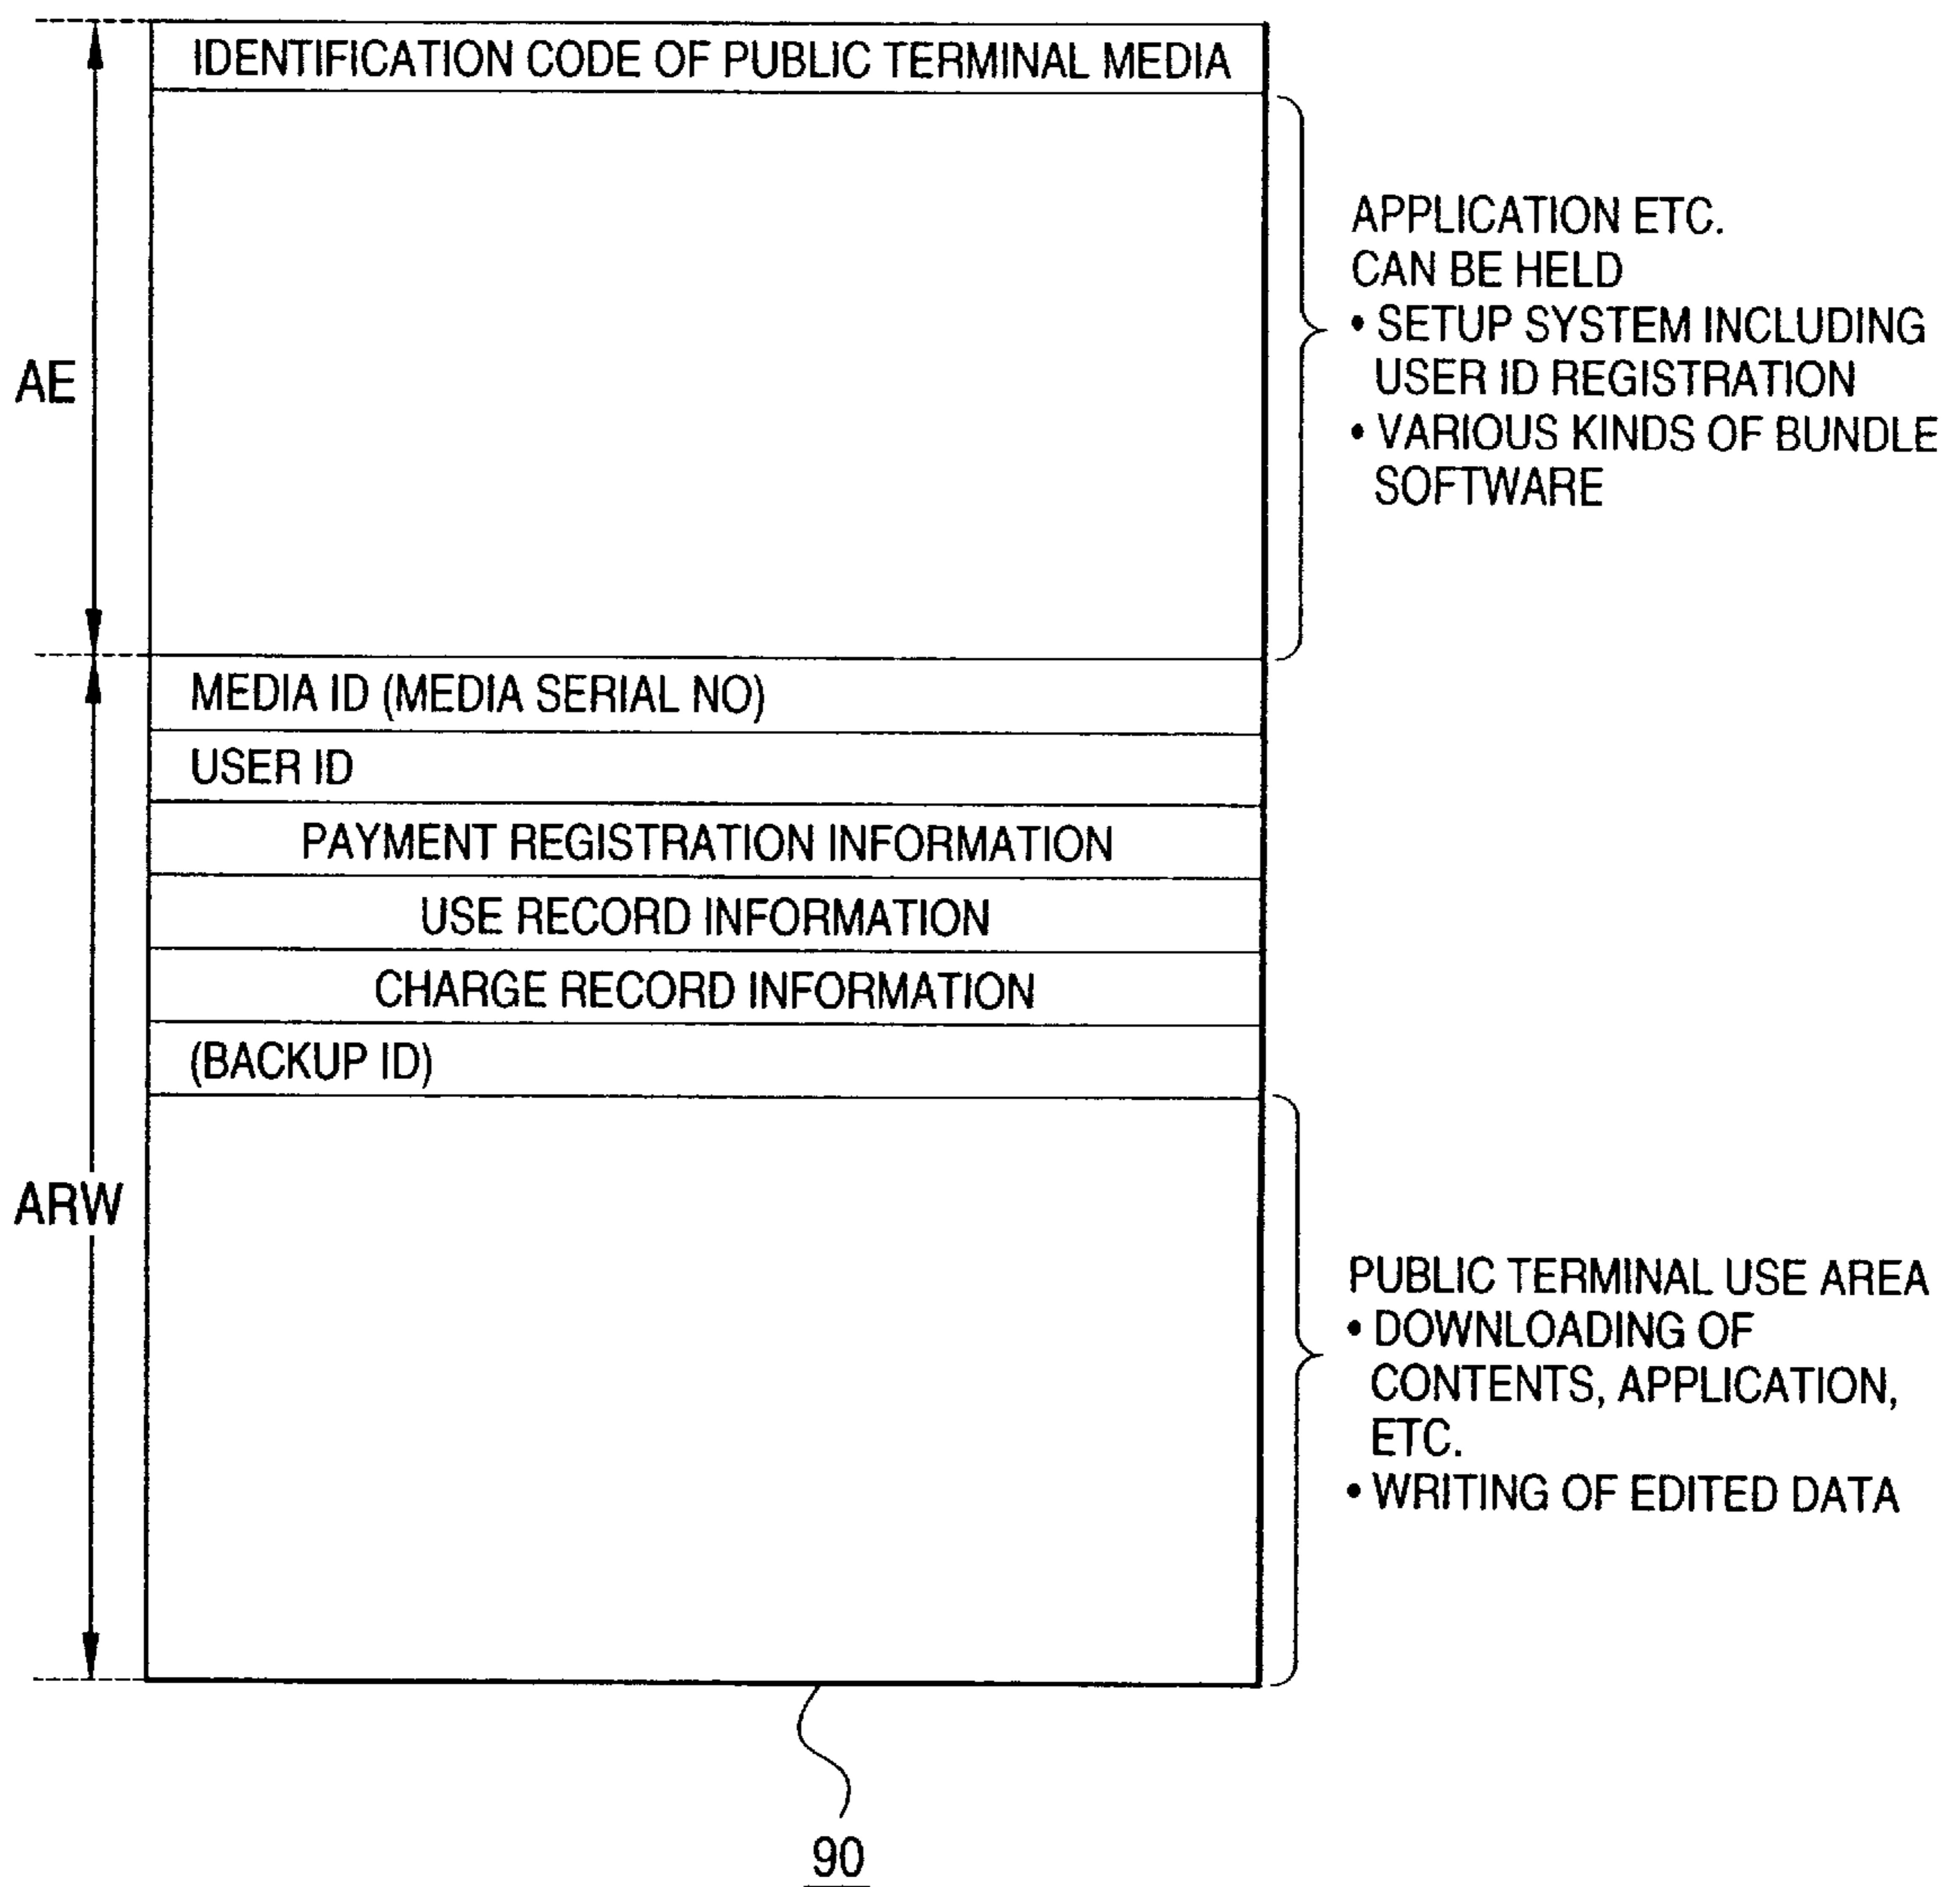 IDENTIFICATION CODE OF PUBLIC TERMINAL MEDIA
APPLICATION ETC.
CAN BE HELD
• SETUP SYSTEM INCLUDING
USER ID REGISTRATION
• VARIOUS KINDS OF BUNDLE
SOFTWARE
AE
MEDIA ID (MEDIA SERIAL NO)
USER ID
PAYMENT REGISTRATION INFORMATION
USE RECORD INFORMATION
CHARGE RECORD INFORMATION
(BACKUP ID)
ARW
PUBLIC TERMINAL USE AREA
• DOWNLOADING OF
CONTENTS, APPLICATION,
ETC.
• WRITING OF EDITED DATA
90